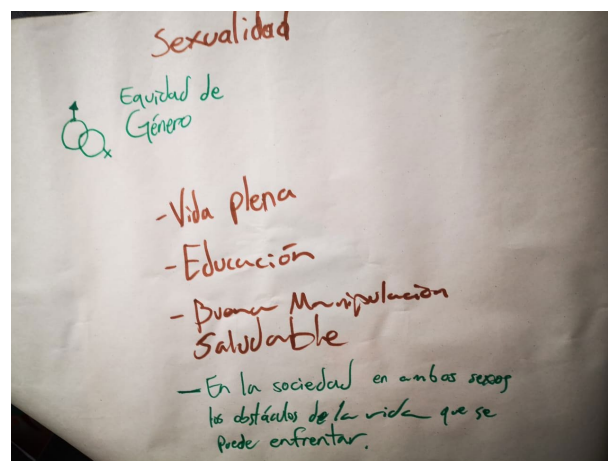 Sexualidad
Equidad de
Género
- Vida plena
- Educación
- Buena Manipulación
Saludable
- En la sociedad en ambos sexos
los obstáculos de la vida que se
puede enfrentar.